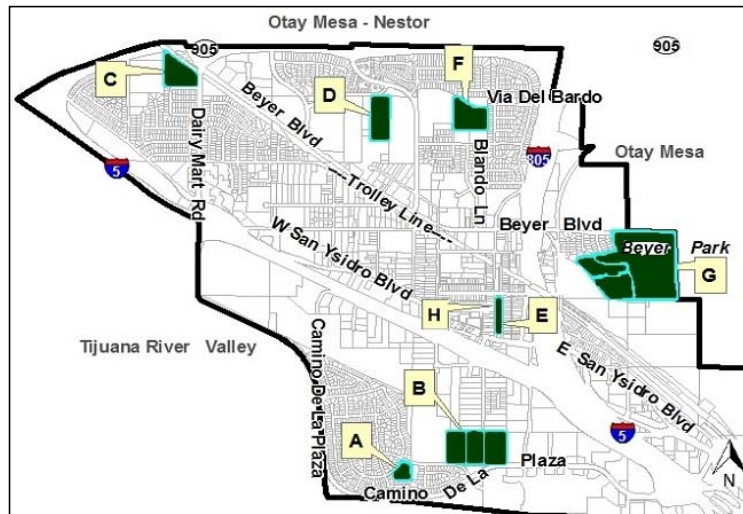 Otay Mesa - Nestor
905
905
C
D
F
Via Del Bardo
Beyer Blvd
Dairy Mart Rd
Blando Ln
5
805
Otay Mesa
Trolley Line
Beyer Blvd
W San Ysidro Blvd
Beyer Park
G
H
E
Tijuana River Valley
Camino De La Plaza
E San Ysidro Blvd
B
A
5
Camino De La Plaza
N